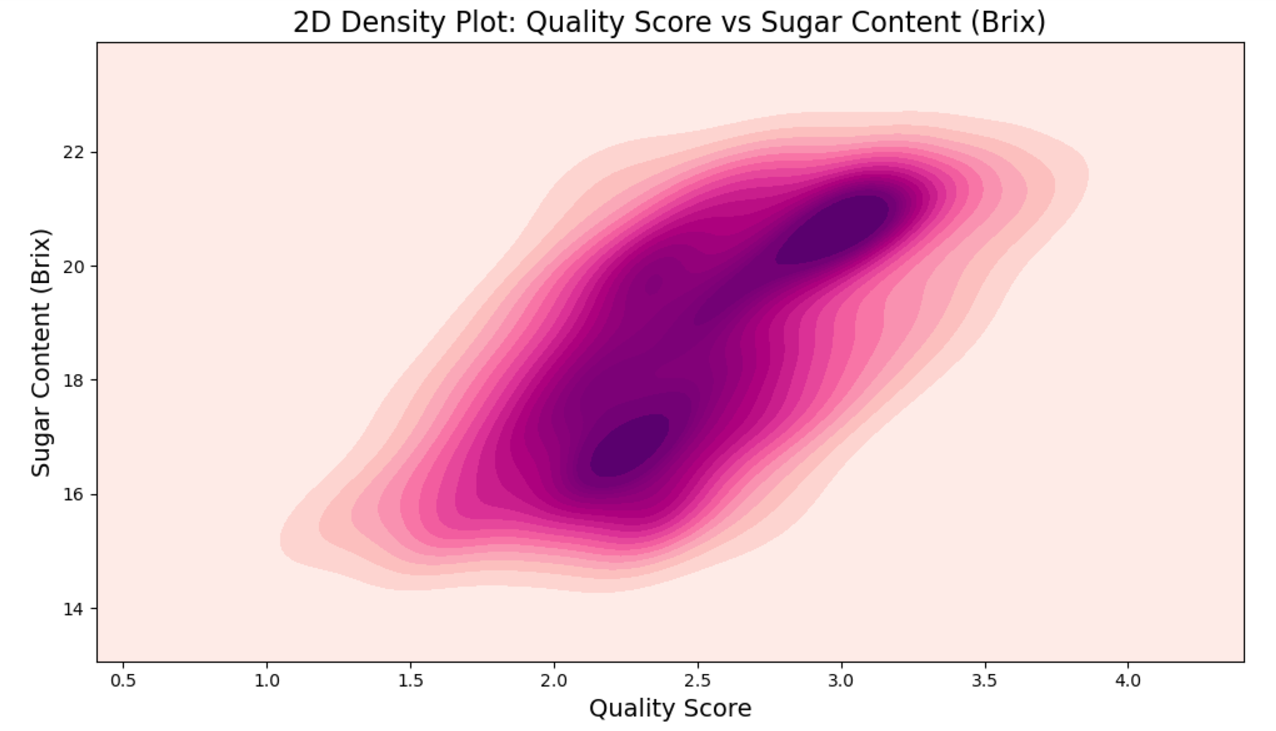 2D Density Plot: Quality Score vs Sugar Content (Brix)
Sugar Content (Brix)
22
20
18
16
14
0.5 1.0 1.5 2.0 2.5 3.0 3.5 4.0
Quality Score